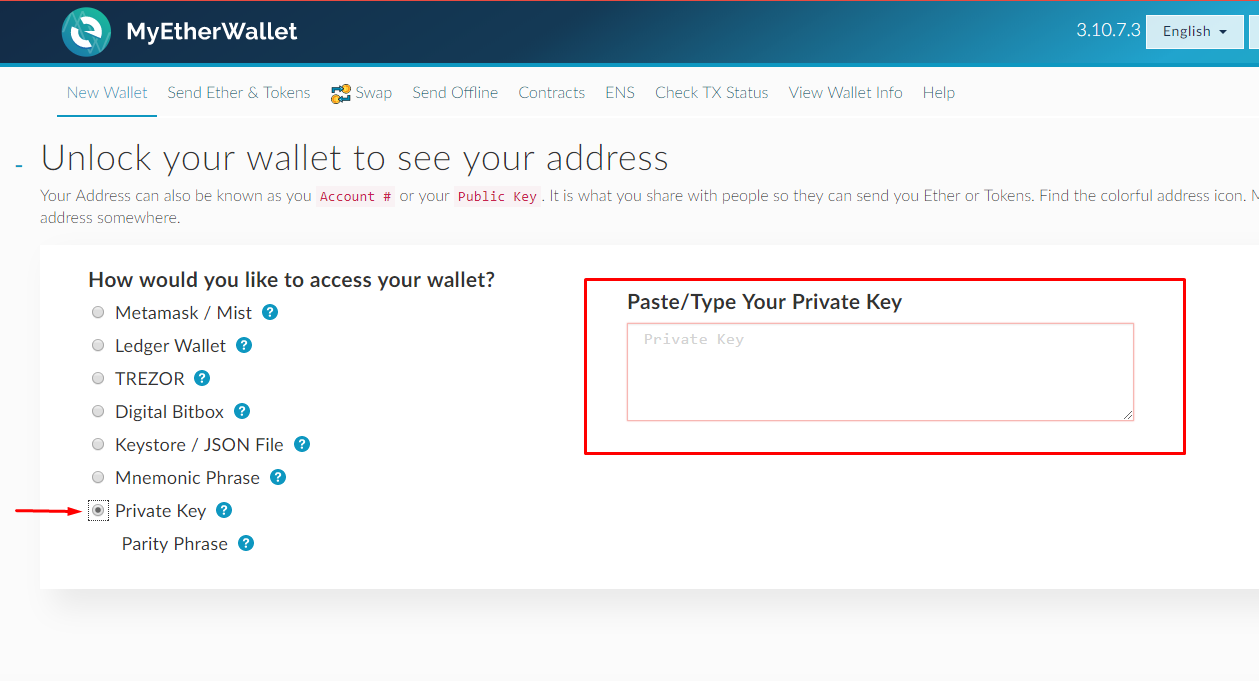 MyEtherWallet
3.10.7.3
English
New Wallet
Send Ether & Tokens
Swap
Send Offline
Contracts
ENS
Check TX Status
View Wallet Info
Help
- Unlock your wallet to see your address
Your Address can also be known as you Account # or your Public Key. It is what you share with people so they can send you Ether or Tokens. Find the colorful address icon.
address somewhere.
How would you like to access your wallet?
Metamask / Mist ?
Ledger Wallet ?
TREZOR ?
Digital Bitbox ?
Keystore / JSON File ?
Mnemonic Phrase ?
Private Key ?
Parity Phrase ?
Paste/Type Your Private Key
Private Key